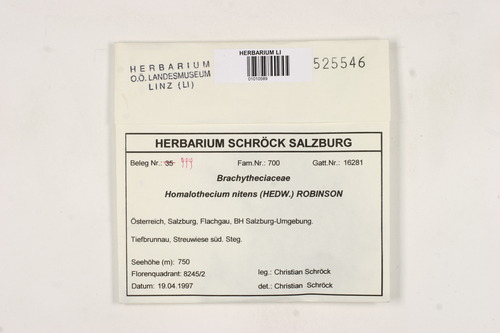 HERBARIUM
O.Ö. LANDESMUSEUM
LINZ (LI)
HERBARIUM LI
01010089
525546
HERBARIUM SCHRÖCK SALZBURG
Beleg Nr.: 35 Fam.Nr.: 700 Gatt.Nr.: 16281
Brachytheciaceae
Homalothecium nitens (HEDW.) ROBINSON
Österreich, Salzburg, Flachgau, BH Salzburg-Umgebung.
Tiefbrunnau, Streuwiese süd. Steg.
Seehöhe (m): 750
Florenquadrant: 8245/2 leg.: Christian Schröck
Datum: 19.04.1997 det.: Christian Schröck